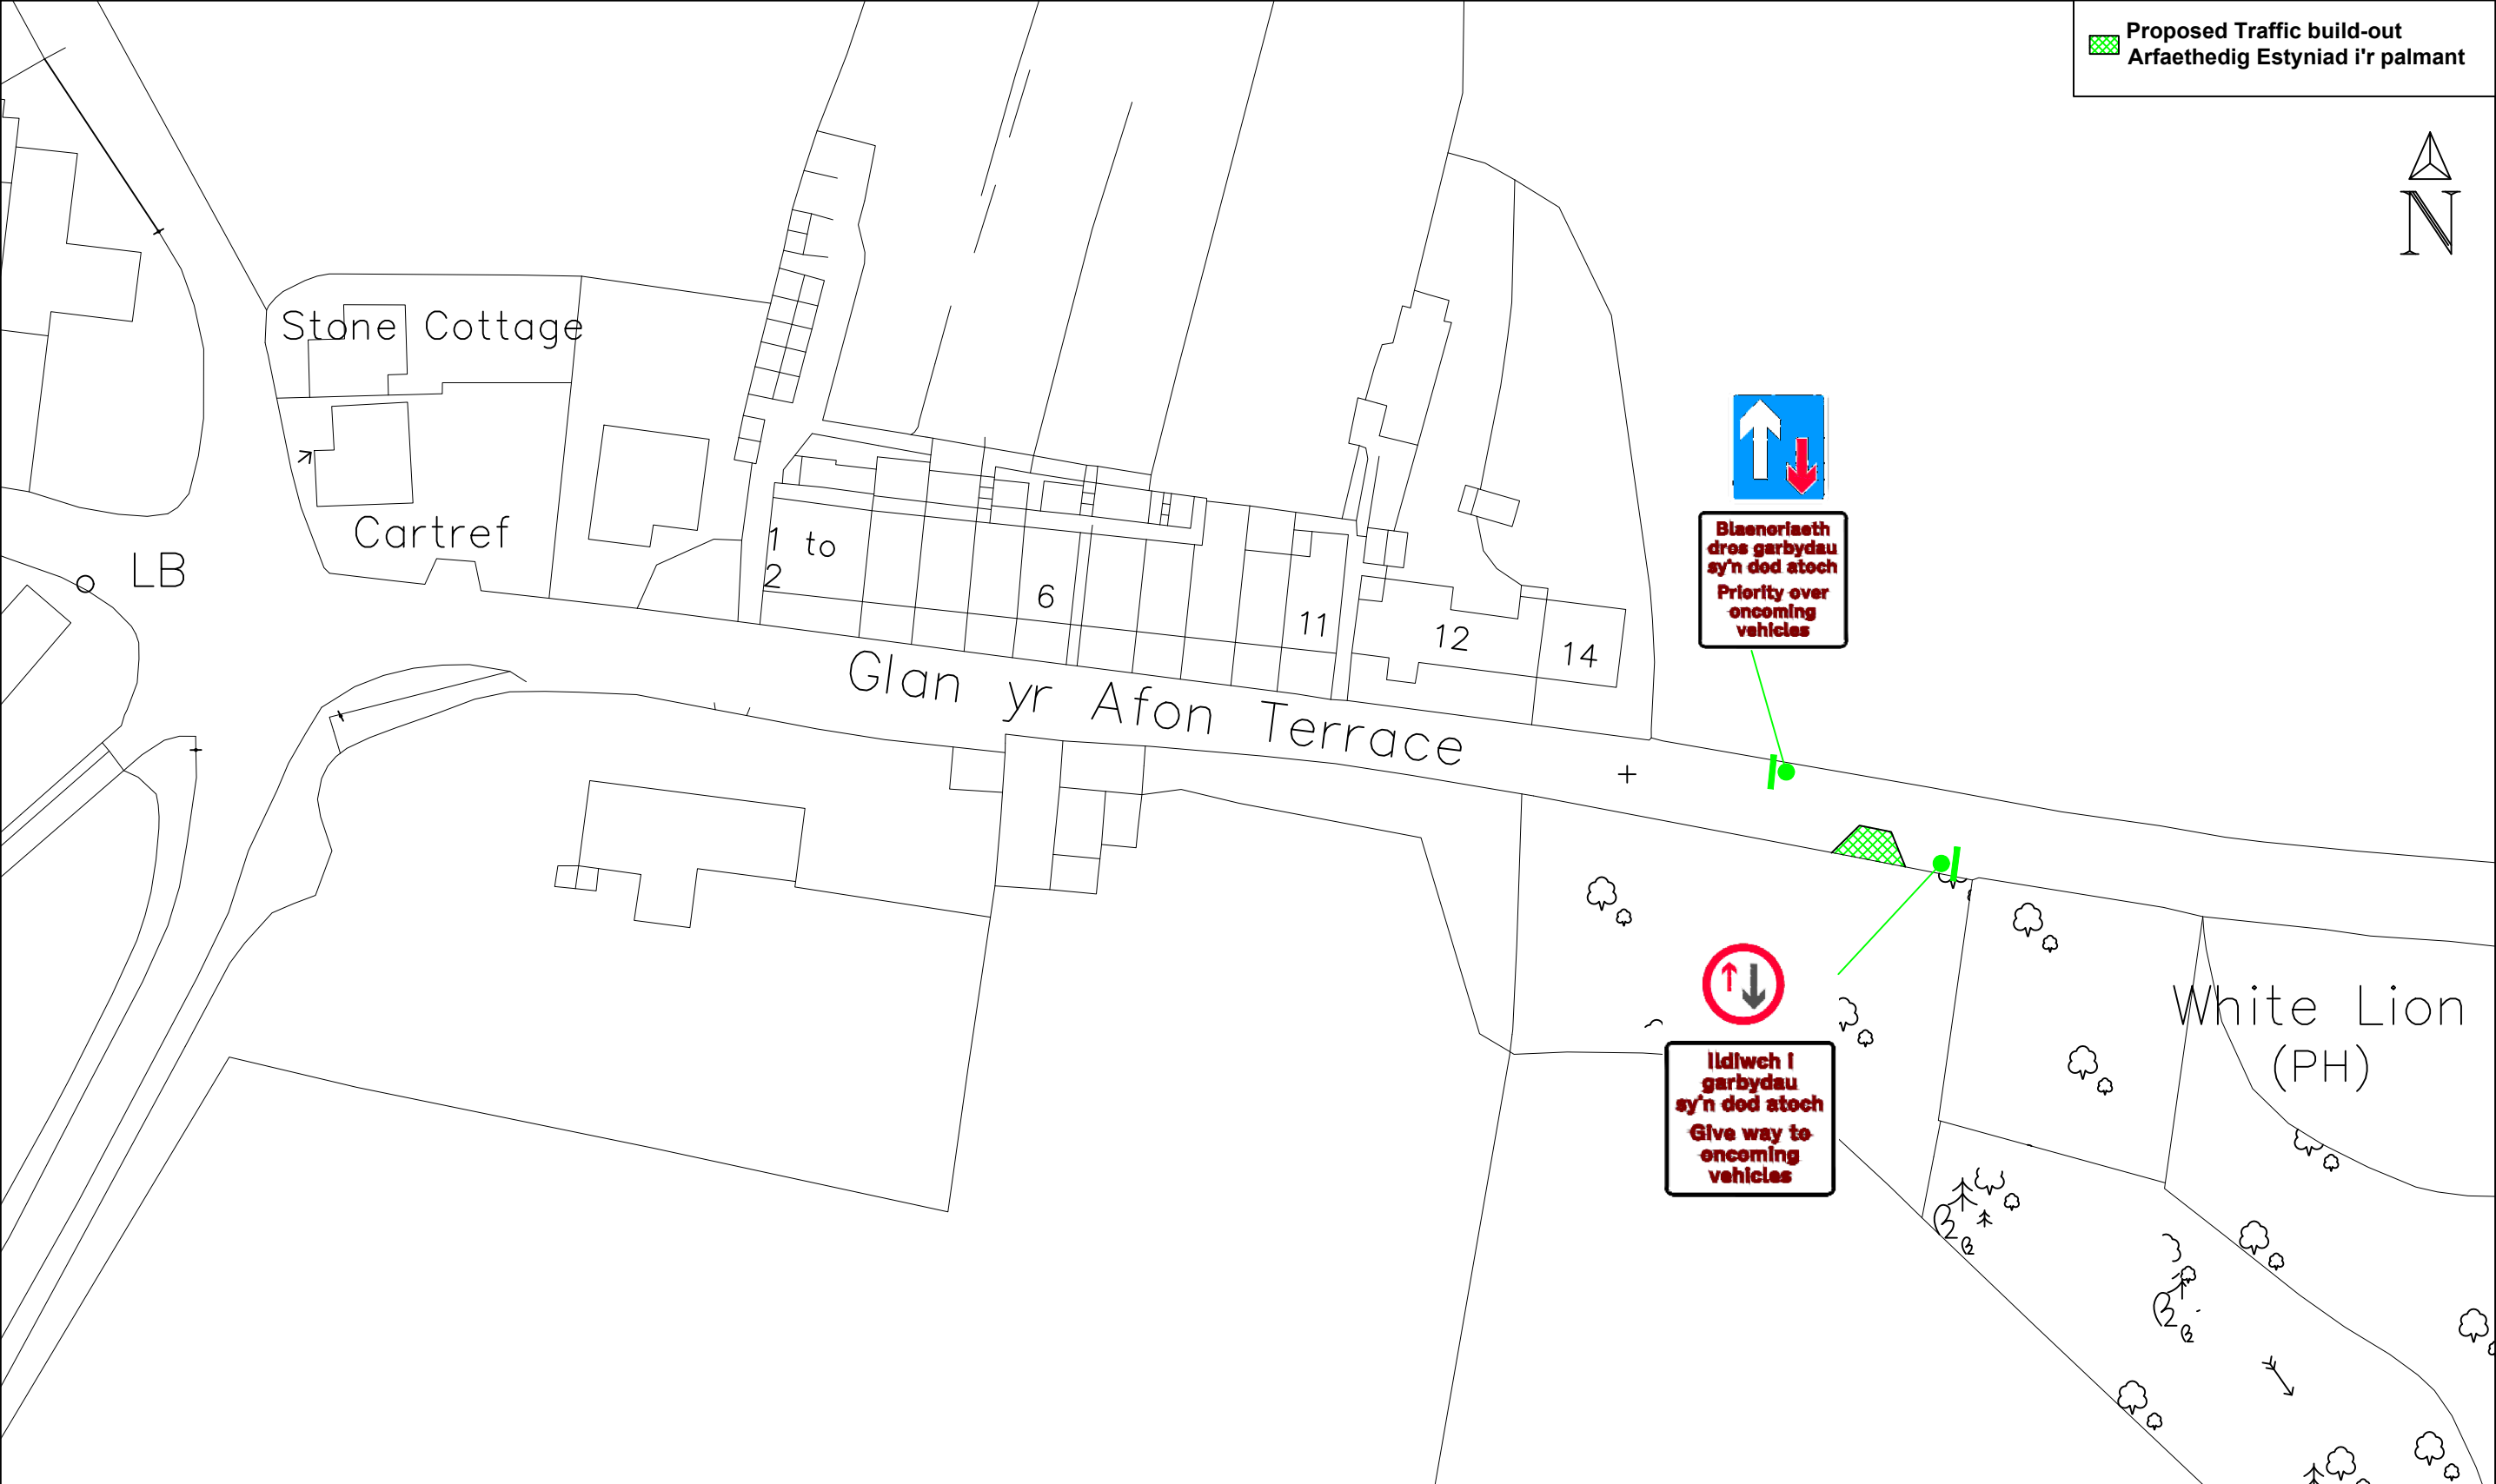 Proposed Traffic build-out
Arfaethedig Estyniad i'r palmant
N
Stone Cottage
Cartref
LB
1 to
2
6
11
12
14
Glan yr Afon Terrace
Blaenoriaeth
dros garbydau
sy'n dod atoch
Priority over
oncoming
vehicles
Ildiwch i
garbydau
sy'n dod atoch
Give way to
oncoming
vehicles
White Lion
(PH)